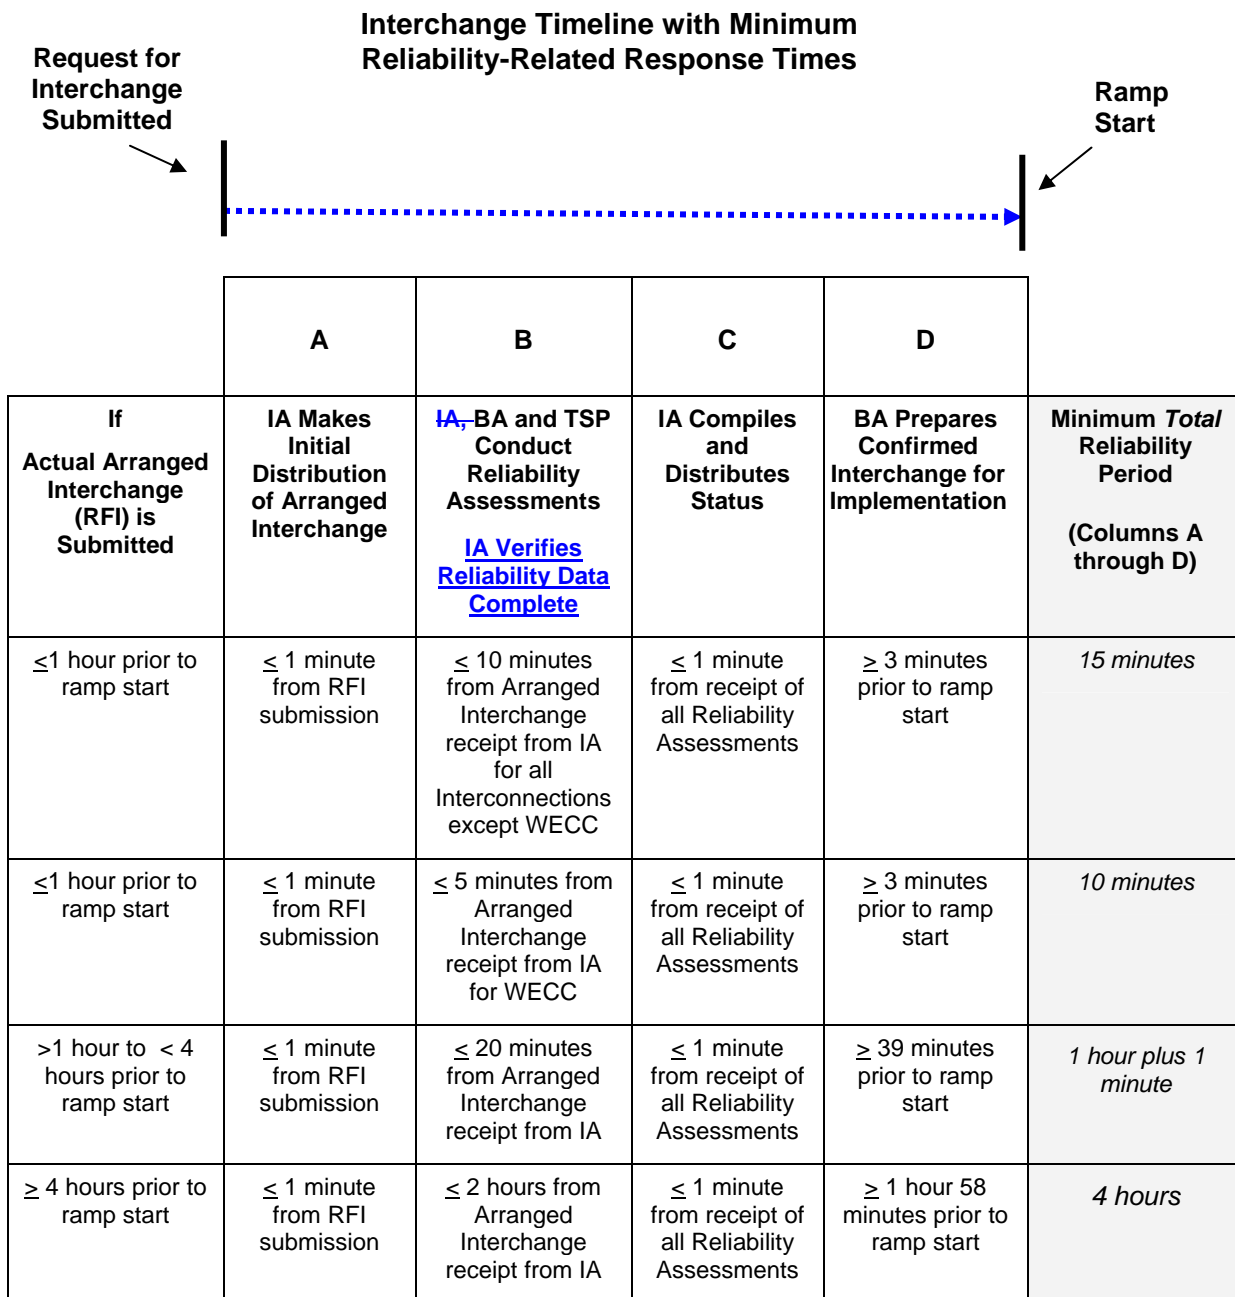 Interchange Timeline with Minimum
Reliability-Related Response Times
Request for
Interchange
Submitted
Ramp
Start
A
B
C
D
If
Actual Arranged
Interchange
(RFI) is
Submitted
IA Makes
Initial
Distribution
of Arranged
Interchange
IA, BA and TSP
Conduct
Reliability
Assessments
IA Verifies
Reliability Data
Complete
IA Compiles
and
Distributes
Status
BA Prepares
Confirmed
Interchange for
Implementation
Minimum Total
Reliability
Period
(Columns A
through D)
<1 hour prior to
ramp start
< 1 minute
from RFI
submission
< 10 minutes
from Arranged
Interchange
receipt from IA
for all
Interconnections
except WECC
< 1 minute
from receipt of
all Reliability
Assessments
> 3 minutes
prior to ramp
start
15 minutes
<1 hour prior to
ramp start
< 1 minute
from RFI
submission
< 5 minutes from
Arranged
Interchange
receipt from IA
for WECC
< 1 minute
from receipt of
all Reliability
Assessments
> 3 minutes
prior to ramp
start
10 minutes
>1 hour to < 4
hours prior to
ramp start
< 1 minute
from RFI
submission
< 20 minutes
from Arranged
Interchange
receipt from IA
< 1 minute
from receipt of
all Reliability
Assessments
> 39 minutes
prior to ramp
start
1 hour plus 1
minute
> 4 hours prior to
ramp start
< 1 minute
from RFI
submission
< 2 hours from
Arranged
Interchange
receipt from IA
< 1 minute
from receipt of
all Reliability
Assessments
> 1 hour 58
minutes prior to
ramp start
4 hours